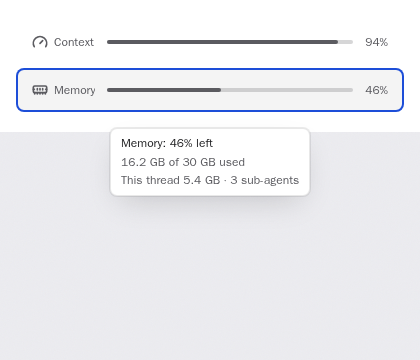 Context 94%
Memory 46%
Memory: 46% left
16.2 GB of 30 GB used
This thread 5.4 GB · 3 sub-agents